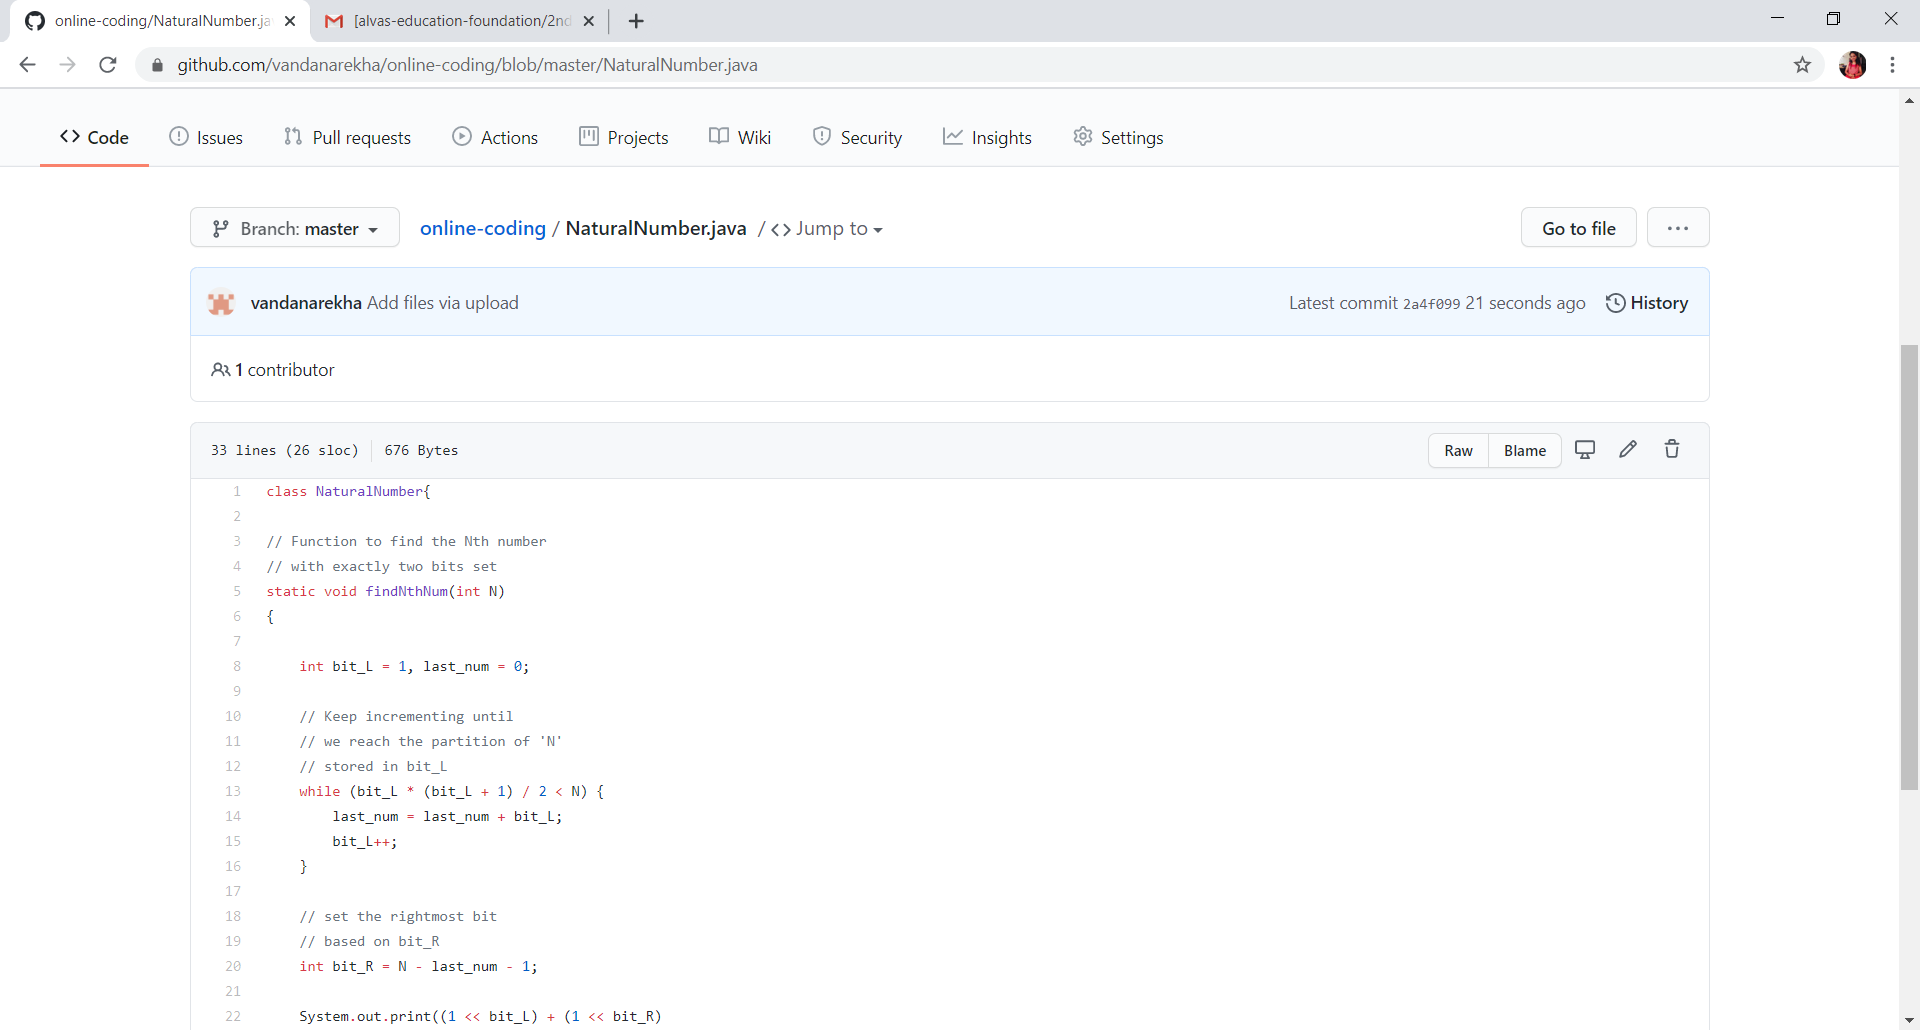 online-coding/NaturalNumber.ja
[alvas-education-foundation/2nd
github.com/vandanarekha/online-coding/blob/master/NaturalNumber.java
Code Issues Pull requests Actions Projects Wiki Security Insights Settings
Branch: master online-coding / NaturalNumber.java / <> Jump to Go to file ...
vandanarekha Add files via upload Latest commit 2a4f099 21 seconds ago History
1 contributor
33 lines (26 sloc) 676 Bytes Raw Blame
1 class NaturalNumber{
2
3 // Function to find the Nth number
4 // with exactly two bits set
5 static void findNthNum(int N)
6 {
7
8 int bit_L = 1, last_num = 0;
9
10 // Keep incrementing until
11 // we reach the partition of 'N'
12 // stored in bit_L
13 while (bit_L * (bit_L + 1) / 2 < N) {
14 last_num = last_num + bit_L;
15 bit_L++;
16 }
17
18 // set the rightmost bit
19 // based on bit_R
20 int bit_R = N - last_num - 1;
21
22 System.out.print((1 << bit_L) + (1 << bit_R)